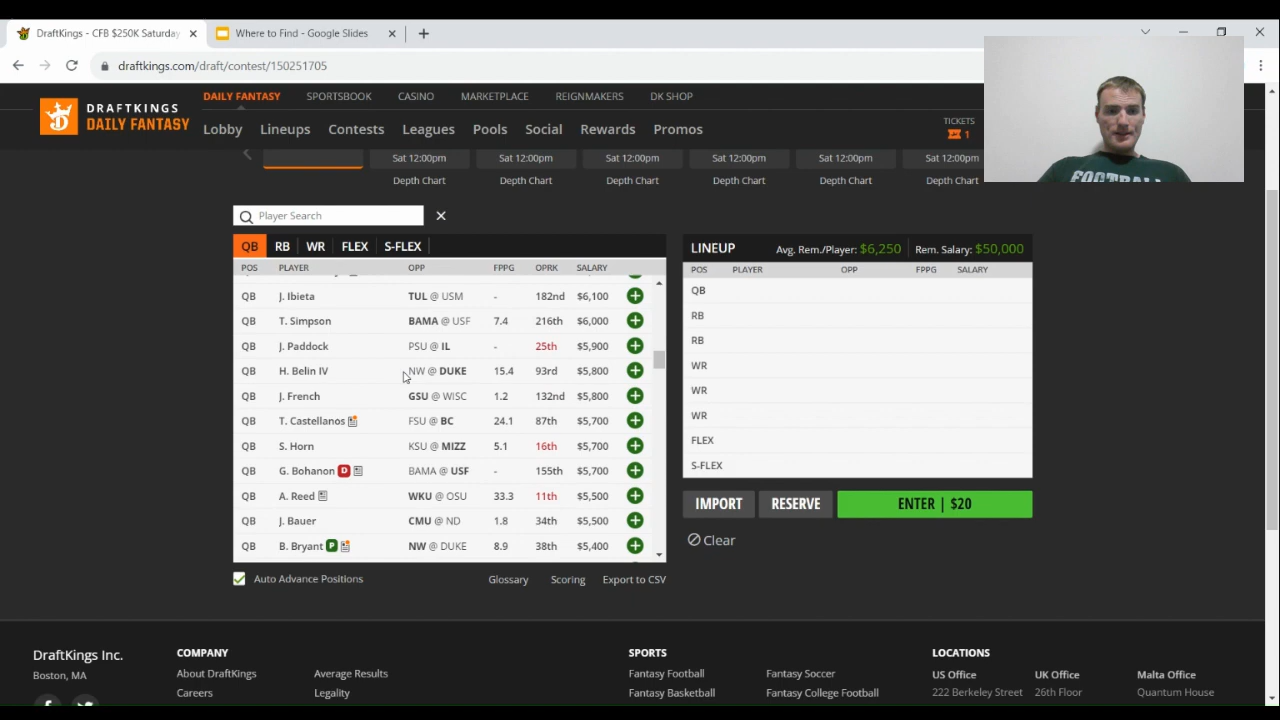 DraftKings - CFB $250K Saturday
Where to Find - Google Slides
draftkings.com/draft/contest/150251705
DRAFTKINGS
DAILY FANTASY
DAILY FANTASY SPORTSBOOK CASINO MARKETPLACE REIGNMAKERS DK SHOP
Lobby Lineups Contests Leagues Pools Social Rewards Promos
TICKETS
1
FOOTBALL
Sat 12:00pm Sat 12:00pm Sat 12:00pm Sat 12:00pm Sat 12:00pm Sat 12:00pm
Depth Chart Depth Chart Depth Chart Depth Chart Depth Chart Depth Chart
Player Search
QB RB WR FLEX S-FLEX
POS PLAYER OPP FPPG OPRK SALARY
QB J. Ibieta TUL @ USM - 182nd $6,100
QB T. Simpson BAMA @ USF 7.4 216th $6,000
QB J. Paddock PSU @ IL - 25th $5,900
QB H. Belin IV NW @ DUKE 15.4 93rd $5,800
QB J. French GSU @ WISC 1.2 132nd $5,800
QB T. Castellanos FSU @ BC 24.1 87th $5,700
QB S. Horn KSU @ MIZZ 5.1 16th $5,700
QB G. Bohanon D BAMA @ USF - 155th $5,700
QB A. Reed WKU @ OSU 33.3 11th $5,500
QB J. Bauer CMU @ ND 1.8 34th $5,500
QB B. Bryant P NW @ DUKE 8.9 38th $5,400
Auto Advance Positions
Glossary Scoring Export to CSV
LINEUP Avg. Rem./Player: $6,250 Rem. Salary: $50,000
POS PLAYER OPP FPPG SALARY
QB
RB
RB
WR
WR
WR
FLEX
S-FLEX
IMPORT RESERVE ENTER | $20
Clear
DraftKings Inc.
Boston, MA
COMPANY
About DraftKings Average Results
Careers Legality
SPORTS
Fantasy Football Fantasy Soccer
Fantasy Basketball Fantasy College Football
LOCATIONS
US Office UK Office Malta Office
222 Berkeley Street 26th Floor Quantum House